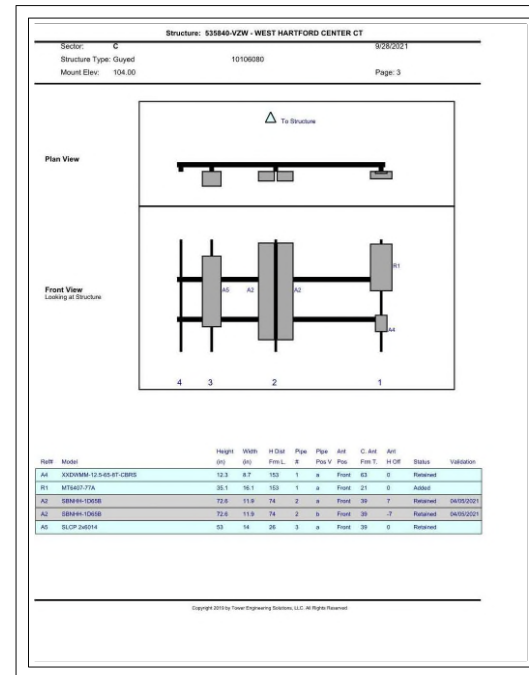 Structure: 535840-VZW - WEST HARTFORD CENTER CT
Sector: C 9/28/2021
Structure Type: Guyed 10106080
Mount Elev: 104.00 Page: 3
To Structure
Plan View
R1
Front View
Looking at Structure
A5 A2 A2
A4
4 3 2 1
Height Width H Dist Pipe Pipe Ant C. Ant Ant
Ref# Model (in) (in) Frm L. # Pos V Pos Frm T. H Off Status Validation
A4 XXDWMM-12.5-65-8T-CBRS 12.3 8.7 153 1 a Front 63 0 Retained
R1 MT6407-77A 35.1 16.1 153 1 a Front 21 0 Added
A2 SBNHH-1D65B 72.6 11.9 74 2 a Front 39 7 Retained 04/05/2021
A2 SBNHH-1D65B 72.6 11.9 74 2 b Front 39 -7 Retained 04/05/2021
A5 SLCP 2x6014 53 14 26 3 a Front 39 0 Retained
Copyright 2019 by Tower Engineering Solutions, LLC. All Rights Reserved